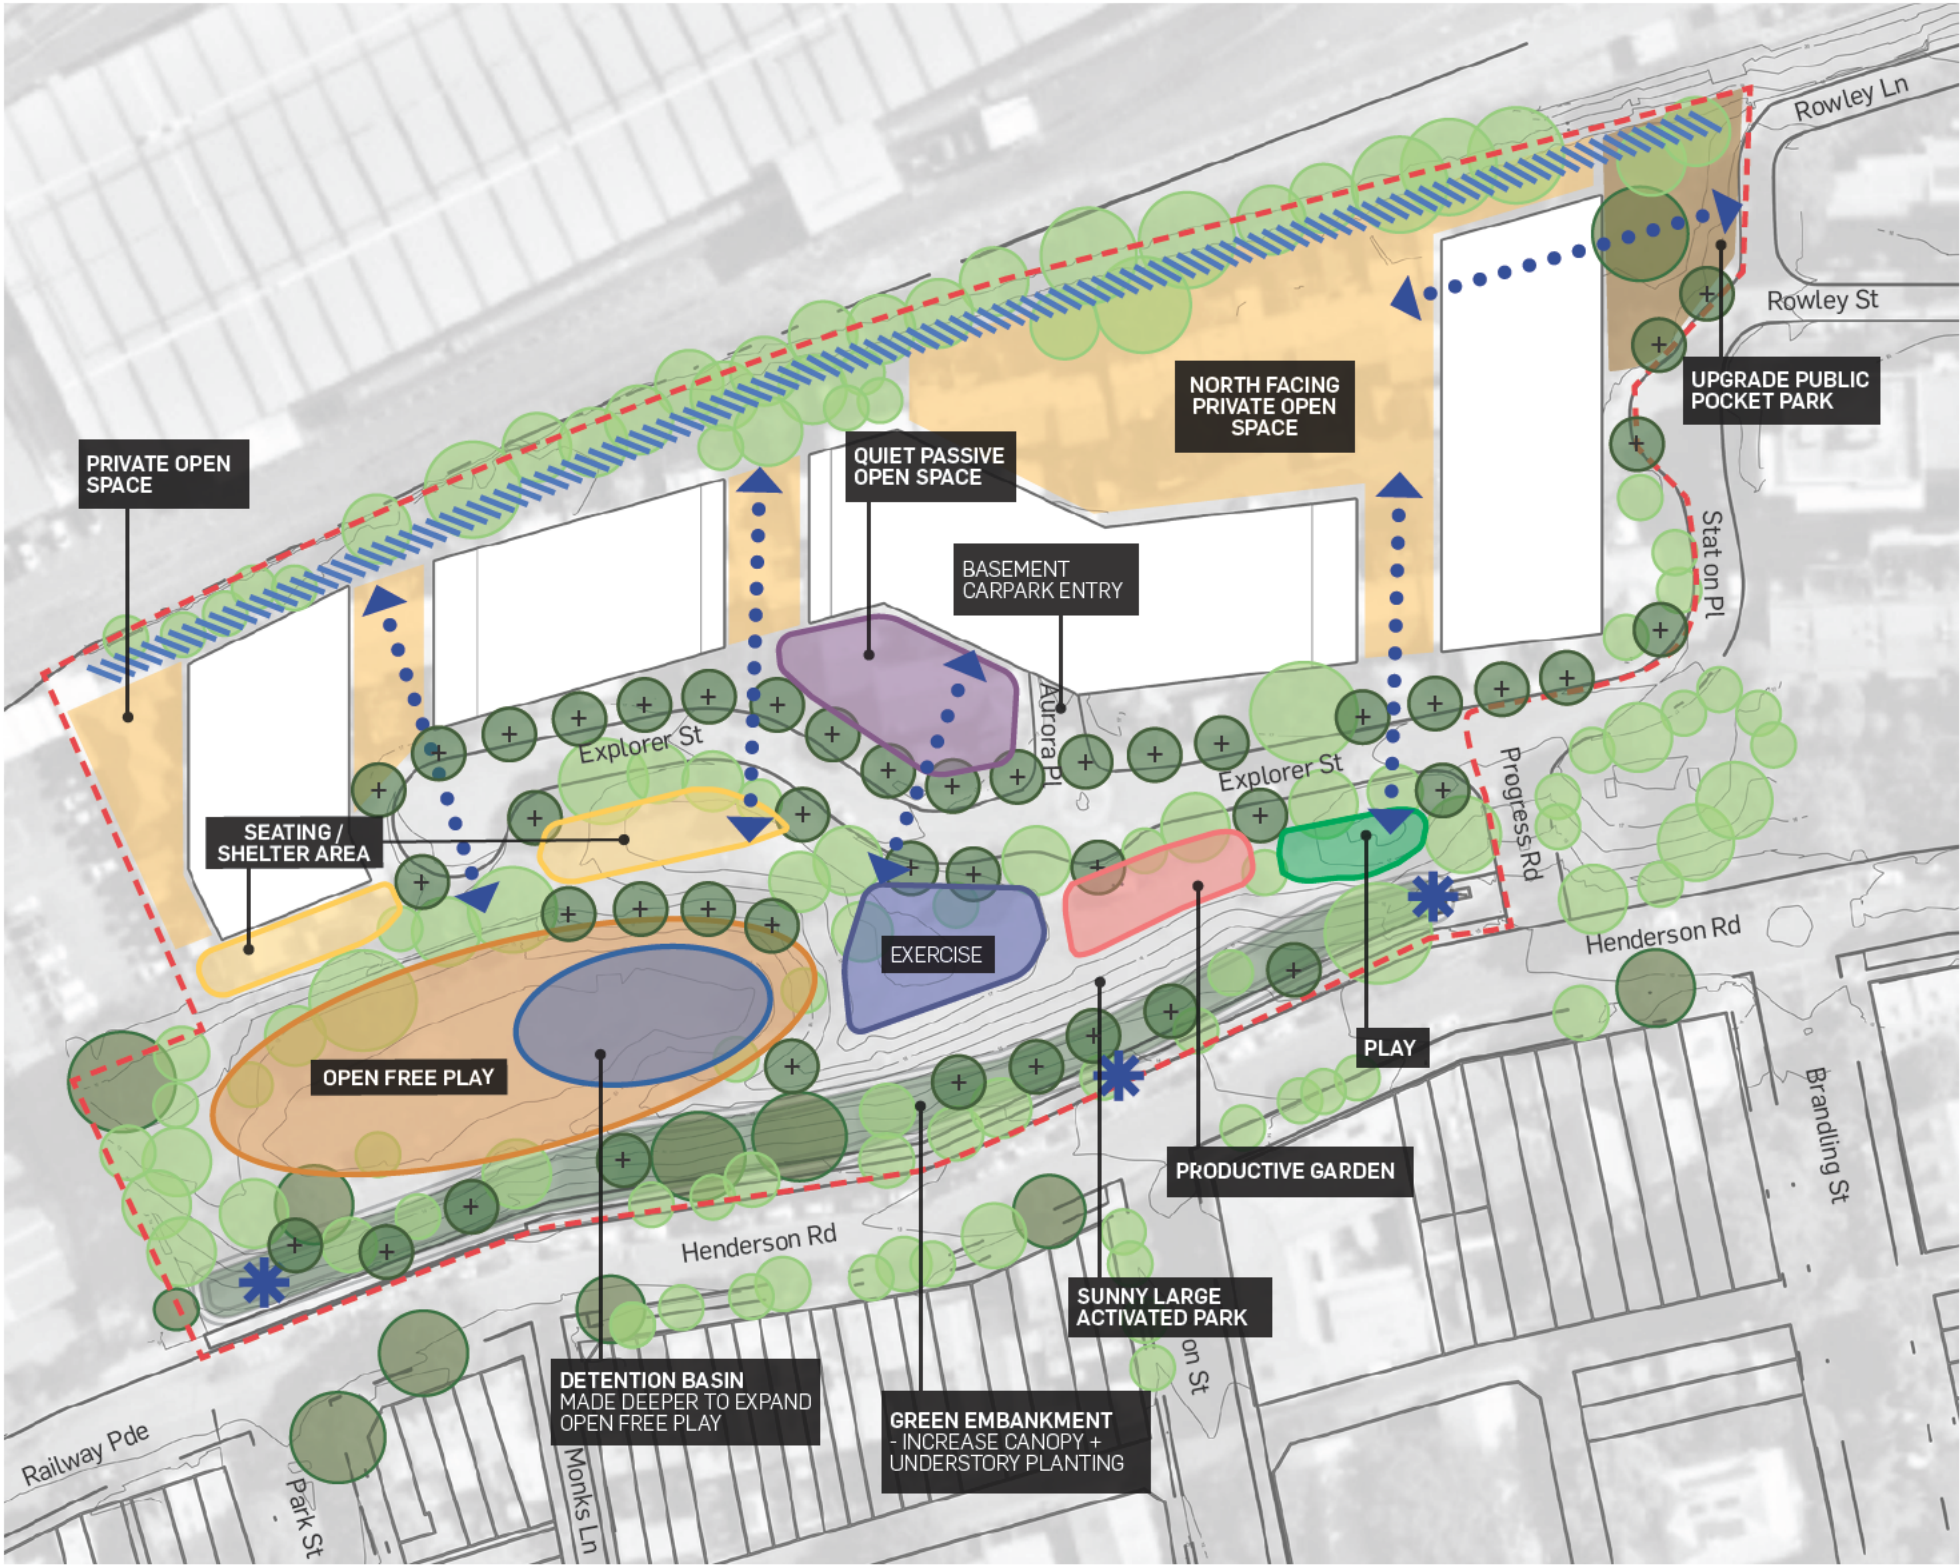 Rowley Ln
Rowley St
NORTH FACING
PRIVATE OPEN
SPACE
UPGRADE PUBLIC
POCKET PARK
PRIVATE OPEN
SPACE
QUIET PASSIVE
OPEN SPACE
BASEMENT
CARPARK ENTRY
Stat on Pl
Explorer St
Aurora Pl
Explorer St
Progress Rd
SEATING /
SHELTER AREA
EXERCISE
Henderson Rd
OPEN FREE PLAY
PLAY
Brandling St
PRODUCTIVE GARDEN
Henderson Rd
SUNNY LARGE
ACTIVATED PARK
on St
DETENTION BASIN
MADE DEEPER TO EXPAND
OPEN FREE PLAY
GREEN EMBANKMENT
- INCREASE CANOPY +
UNDERSTORY PLANTING
Railway Pde
Park St
Monks Ln